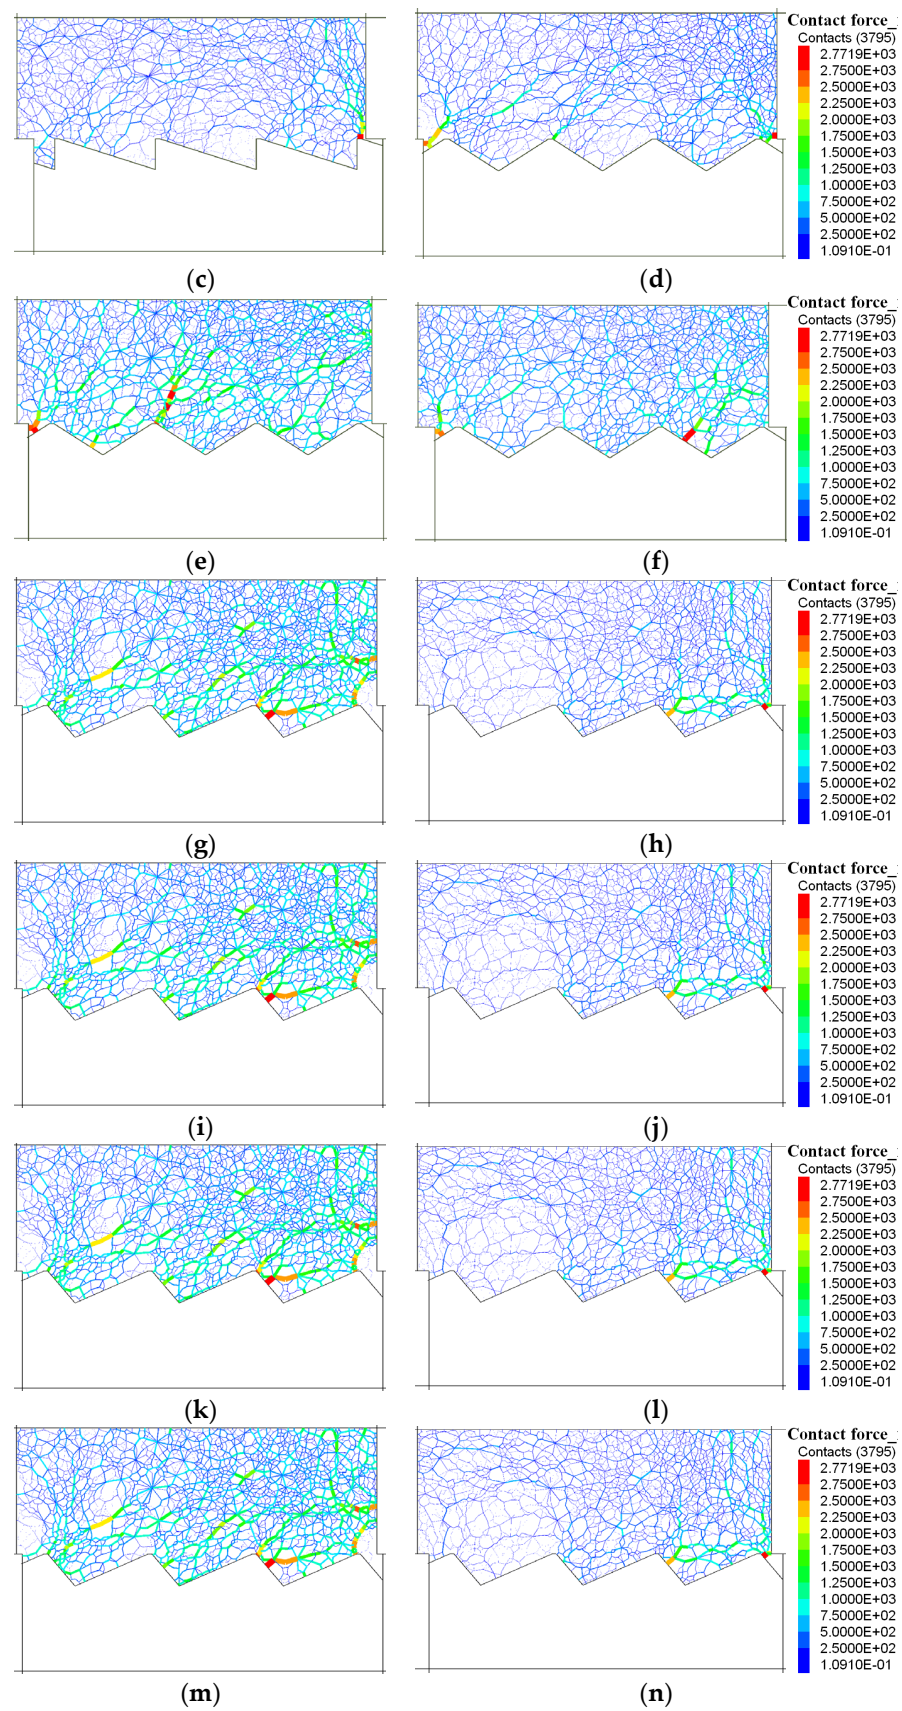 Contact force_
Contacts (3795)
2.7719E+03
2.7500E+03
2.5000E+03
2.2500E+03
2.0000E+03
1.7500E+03
1.5000E+03
1.2500E+03
1.0000E+03
7.5000E+02
5.0000E+02
2.5000E+02
1.0910E-01
(c) (d)
Contact force_
Contacts (3795)
2.7719E+03
2.7500E+03
2.5000E+03
2.2500E+03
2.0000E+03
1.7500E+03
1.5000E+03
1.2500E+03
1.0000E+03
7.5000E+02
5.0000E+02
2.5000E+02
1.0910E-01
(e) (f)
Contact force_
Contacts (3795)
2.7719E+03
2.7500E+03
2.5000E+03
2.2500E+03
2.0000E+03
1.7500E+03
1.5000E+03
1.2500E+03
1.0000E+03
7.5000E+02
5.0000E+02
2.5000E+02
1.0910E-01
(g) (h)
Contact force_
Contacts (3795)
2.7719E+03
2.7500E+03
2.5000E+03
2.2500E+03
2.0000E+03
1.7500E+03
1.5000E+03
1.2500E+03
1.0000E+03
7.5000E+02
5.0000E+02
2.5000E+02
1.0910E-01
(i) (j)
Contact force_
Contacts (3795)
2.7719E+03
2.7500E+03
2.5000E+03
2.2500E+03
2.0000E+03
1.7500E+03
1.5000E+03
1.2500E+03
1.0000E+03
7.5000E+02
5.0000E+02
2.5000E+02
1.0910E-01
(k) (l)
Contact force_
Contacts (3795)
2.7719E+03
2.7500E+03
2.5000E+03
2.2500E+03
2.0000E+03
1.7500E+03
1.5000E+03
1.2500E+03
1.0000E+03
7.5000E+02
5.0000E+02
2.5000E+02
1.0910E-01
(m) (n)